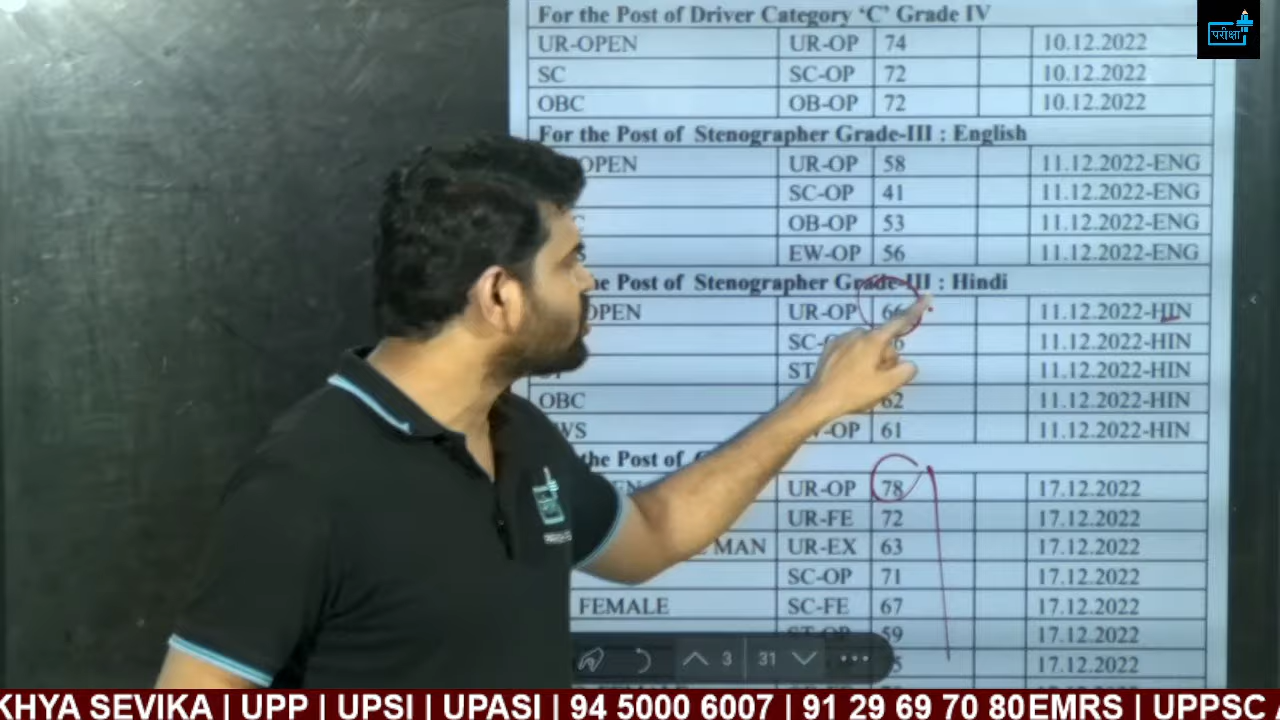 For the Post of Driver Category ‘C’ Grade IV
परीक्षा
UR-OPEN UR-OP 74 10.12.2022
SC SC-OP 72 10.12.2022
OBC OB-OP 72 10.12.2022
For the Post of Stenographer Grade-III : English
OPEN UR-OP 58 11.12.2022-ENG
SC-OP 41 11.12.2022-ENG
OB-OP 53 11.12.2022-ENG
EW-OP 56 11.12.2022-ENG
he Post of Stenographer Grade-III : Hindi
OPEN UR-OP 66 11.12.2022-HIN
SC- 6 11.12.2022-HIN
ST 11.12.2022-HIN
OBC 62 11.12.2022-HIN
WS -OP 61 11.12.2022-HIN
the Post of
UR-OP 78 17.12.2022
UR-FE 72 17.12.2022
MAN UR-EX 63 17.12.2022
SC-OP 71 17.12.2022
FEMALE SC-FE 67 17.12.2022
ST-OP 59 17.12.2022
17.12.2022
3 31
KHYA SEVIKA | UPP | UPSI | UPASI | 94 5000 6007 | 91 29 69 70 80 EMRS | UPPSC